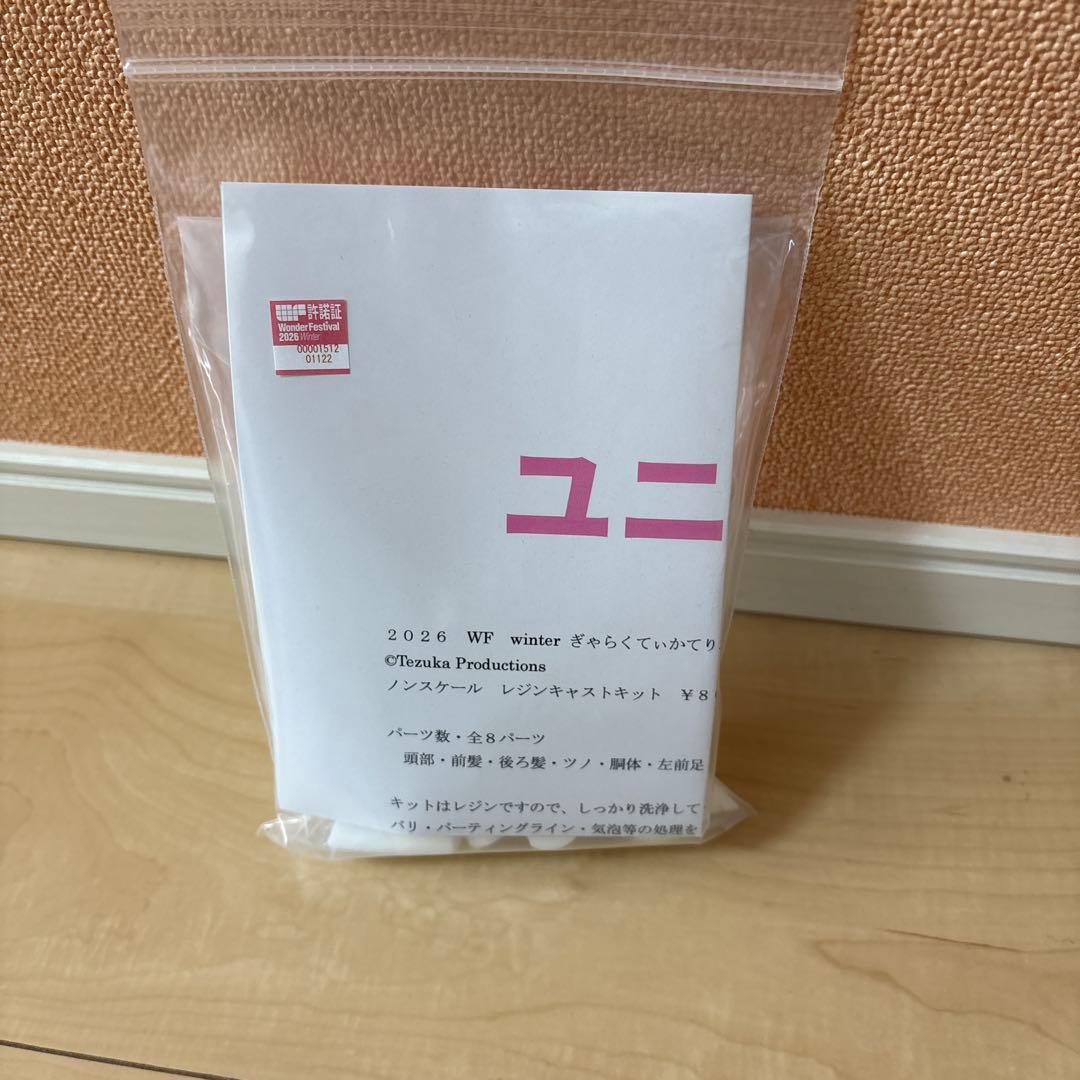 WF 許諾証
WonderFestival
2026 Winter
00001512
01122
ユニ
２０２６　WF　winter ぎゃらくてぃかてり
©Tezuka Productions
ノンスケール　レジンキャストキット　￥８
パーツ数・全８パーツ
頭部・前髪・後ろ髪・ツノ・胴体・左前足
キットはレジンですので、しっかり洗浄して
バリ・パーティングライン・気泡等の処理を